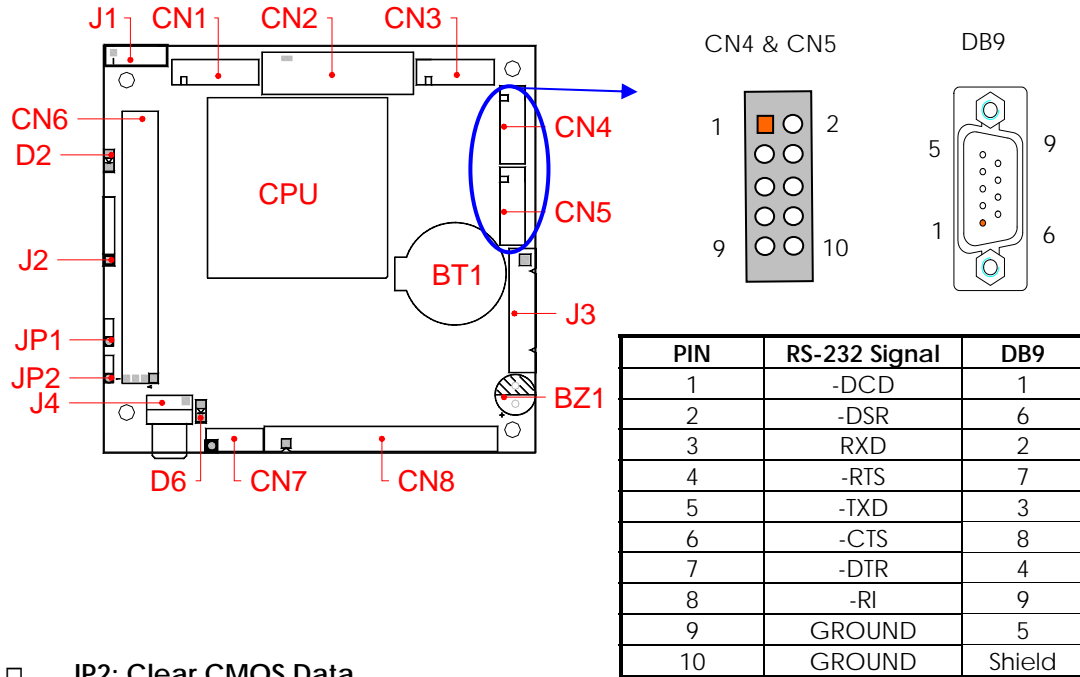 J1 CN1 CN2 CN3
CN6
D2
J2
JP1
JP2
J4
D6 CN7 CN8
CPU
BT1
CN4
CN5
J3
BZ1
+
CN4 & CN5 DB9
1 2
9 10
5 9
1 6
PIN RS-232 Signal DB9
1 -DCD 1
2 -DSR 6
3 RXD 2
4 -RTS 7
5 -TXD 3
6 -CTS 8
7 -DTR 4
8 -RI 9
9 GROUND 5
10 GROUND Shield
JP2: Clear CMOS Data